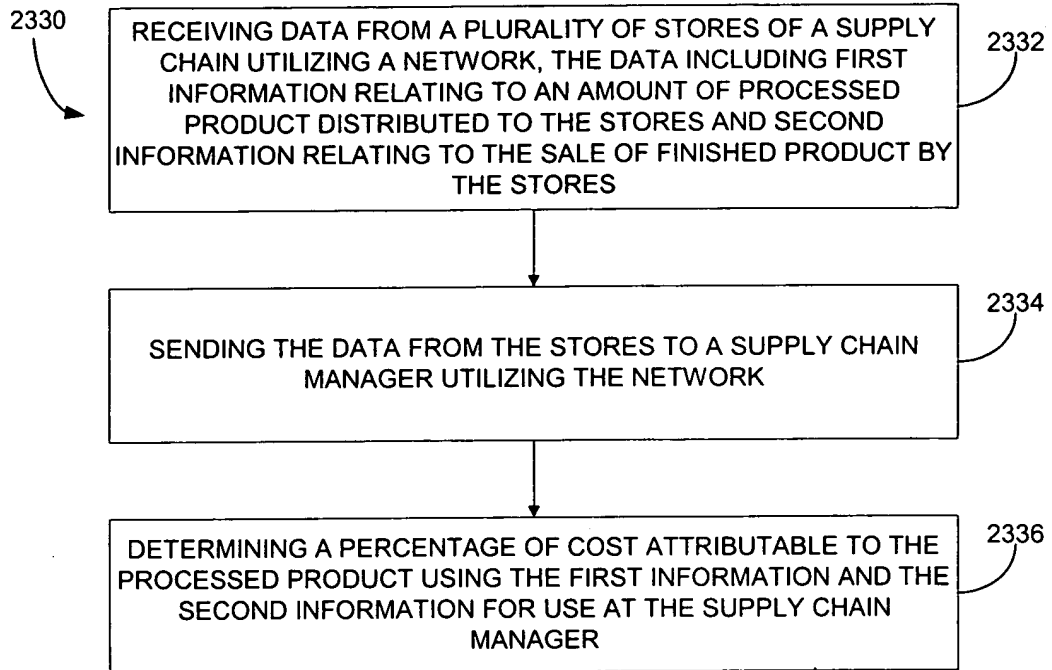 2330
RECEIVING DATA FROM A PLURALITY OF STORES OF A SUPPLY
CHAIN UTILIZING A NETWORK, THE DATA INCLUDING FIRST
INFORMATION RELATING TO AN AMOUNT OF PROCESSED
PRODUCT DISTRIBUTED TO THE STORES AND SECOND
INFORMATION RELATING TO THE SALE OF FINISHED PRODUCT BY
THE STORES
2332
SENDING THE DATA FROM THE STORES TO A SUPPLY CHAIN
MANAGER UTILIZING THE NETWORK
2334
DETERMINING A PERCENTAGE OF COST ATTRIBUTABLE TO THE
PROCESSED PRODUCT USING THE FIRST INFORMATION AND THE
SECOND INFORMATION FOR USE AT THE SUPPLY CHAIN
MANAGER
2336